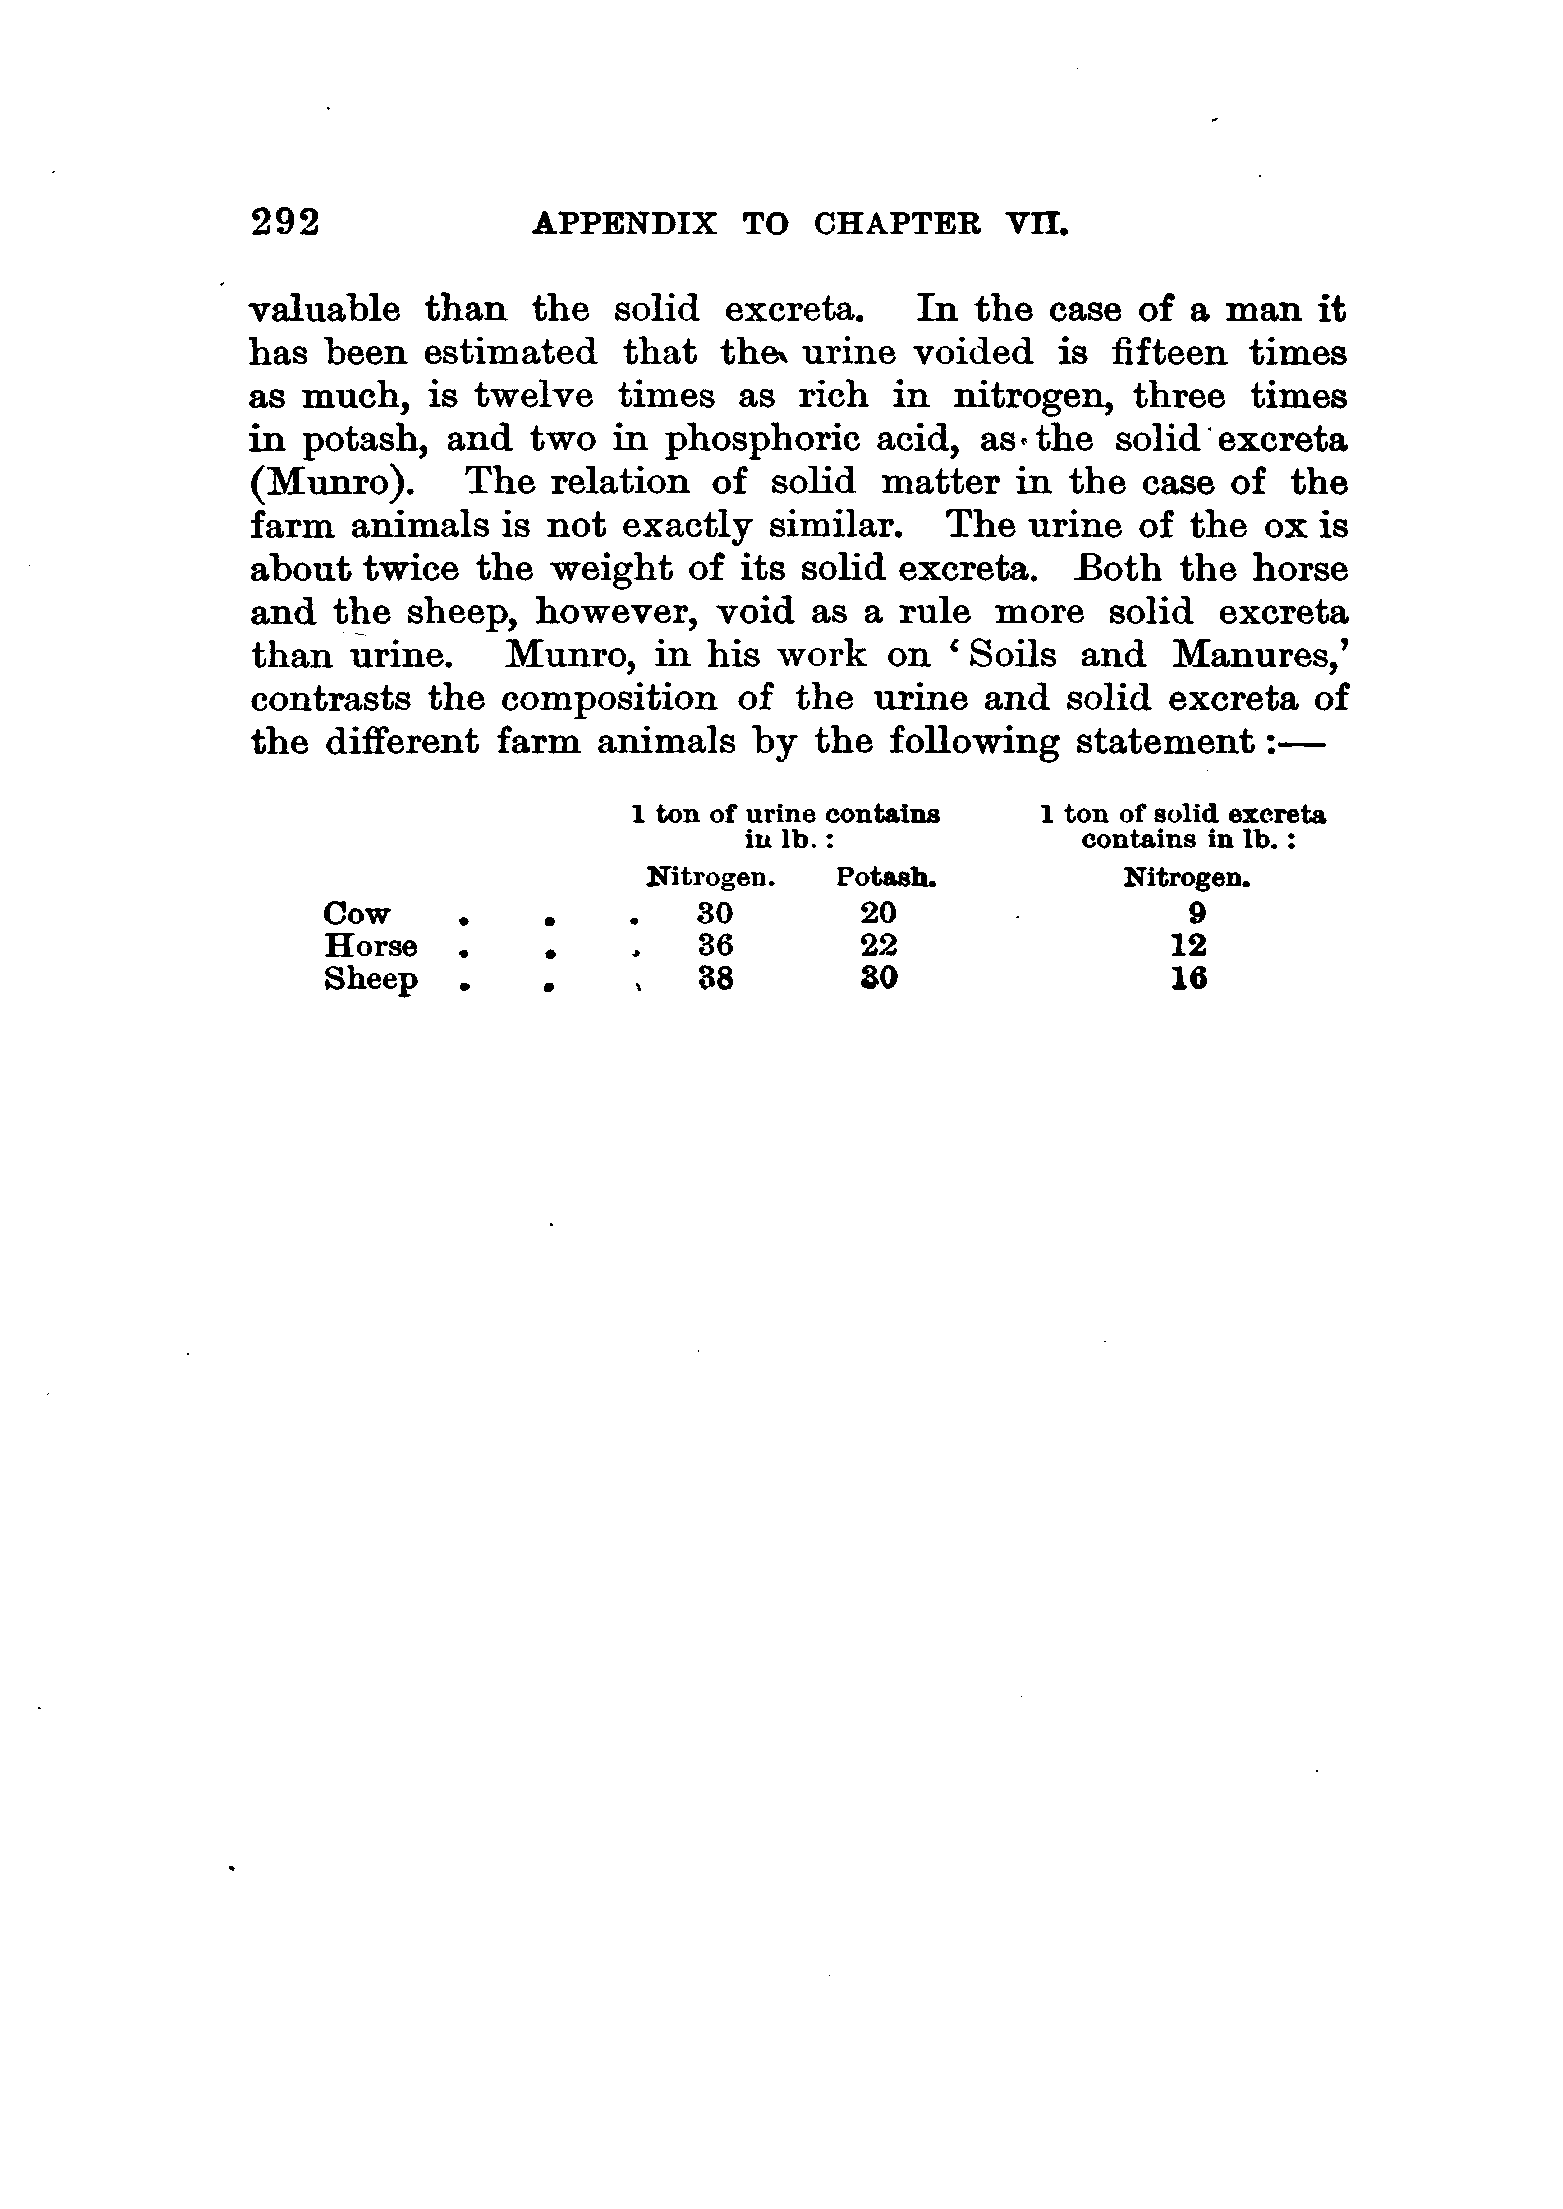 292 APPENDIX TO CHAPTER VII.
valuable than the solid excreta. In the case of a man it
has been estimated that the urine voided is fifteen times
as much, is twelve times as rich in nitrogen, three times
in potash, and two in phosphoric acid, as the solid excreta
(Munro). The relation of solid matter in the case of the
farm animals is not exactly similar. The urine of the ox is
about twice the weight of its solid excreta. Both the horse
and the sheep, however, void as a rule more solid excreta
than urine. Munro, in his work on ‘Soils and Manures,’
contrasts the composition of the urine and solid excreta of
the different farm animals by the following statement:—
1 ton of urine contains 1 ton of solid excreta
in lb.: contains in lb.:
Nitrogen. Potash. Nitrogen.
Cow . . . 30 20 9
Horse . . . 36 22 12
Sheep . . . 38 30 16